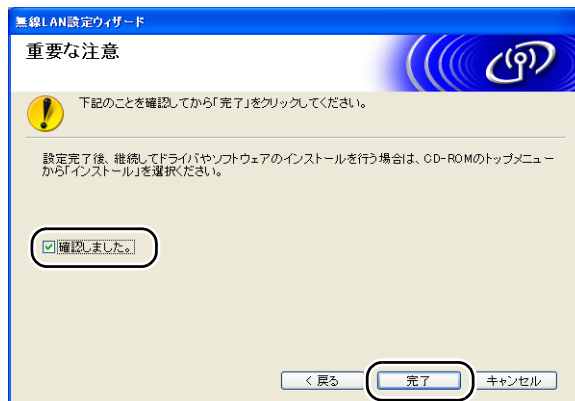 無線LAN設定ウィザード
重要な注意
下記のことを確認してから「完了」をクリックしてください。
設定完了後、継続してドライバやソフトウェアのインストールを行う場合は、CD-ROMのトップメニュー
から「インストール」を選択ください。
確認しました。
< 戻る
完了
キャンセル